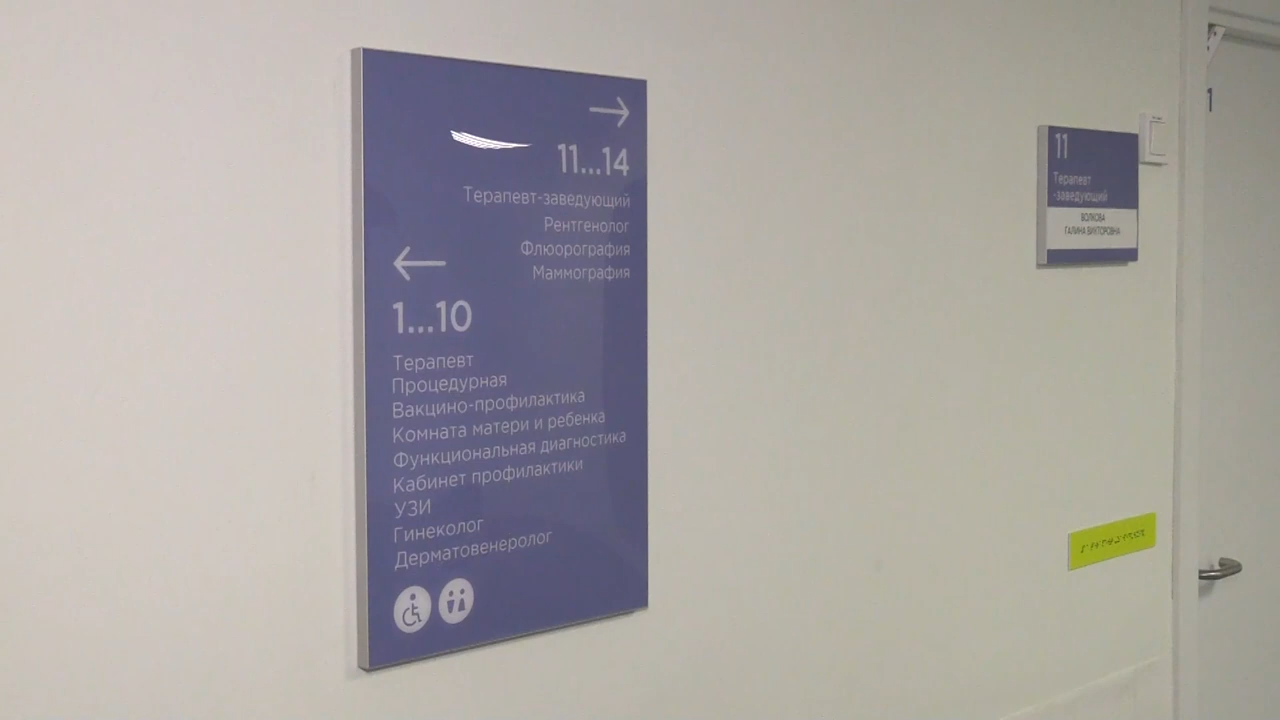 11...14
Терапевт-заведующий
Рентгенолог
Флюорография
Маммография
1...10
Терапевт
Процедурная
Вакцино-профилактика
Комната матери и ребенка
Функциональная диагностика
Кабинет профилактики
УЗИ
Гинеколог
Дерматовенеролог
11
Терапевт
-заведующий
ВОЛКОВА
ГАЛИНА ВИКТОРОВНА
1